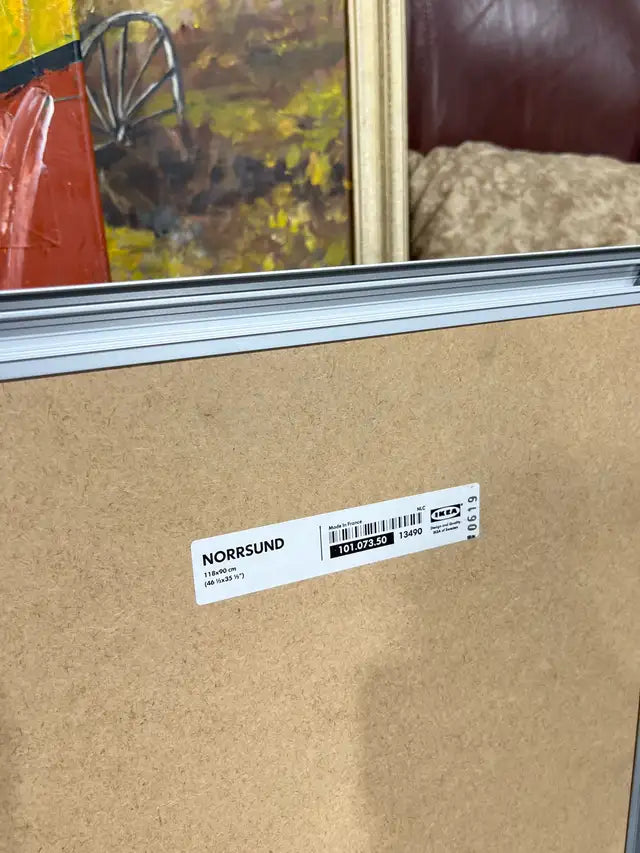 NORRSUND
118x90 cm
(46 ½x35 ½")
Made in France
NLC
101.073.50
13490
IKEA
Design and Quality
IKEA of Sweden
0619